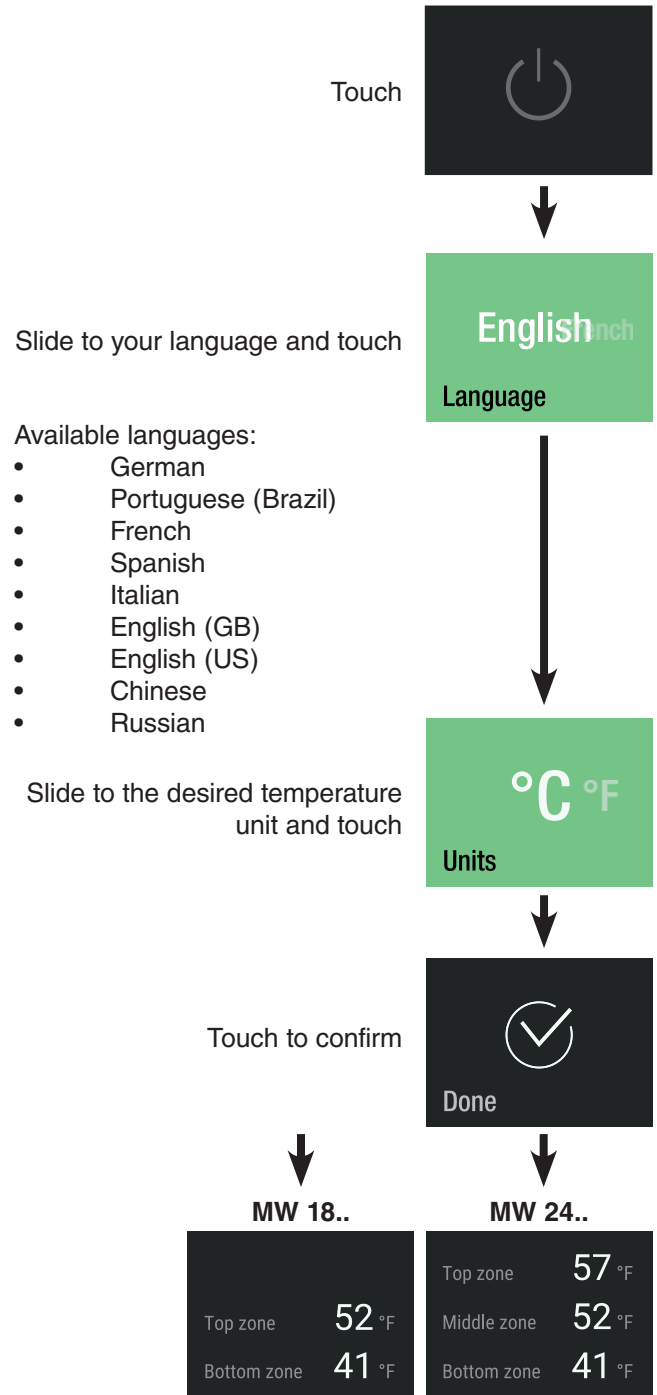 Touch
Slide to your language and touch
English French
Language
Available languages:
• German
• Portuguese (Brazil)
• French
• Spanish
• Italian
• English (GB)
• English (US)
• Chinese
• Russian
Slide to the desired temperature
unit and touch
°C °F
Units
Touch to confirm
Done
MW 18..
Top zone 52 °F
Bottom zone 41 °F
MW 24..
Top zone 57 °F
Middle zone 52 °F
Bottom zone 41 °F